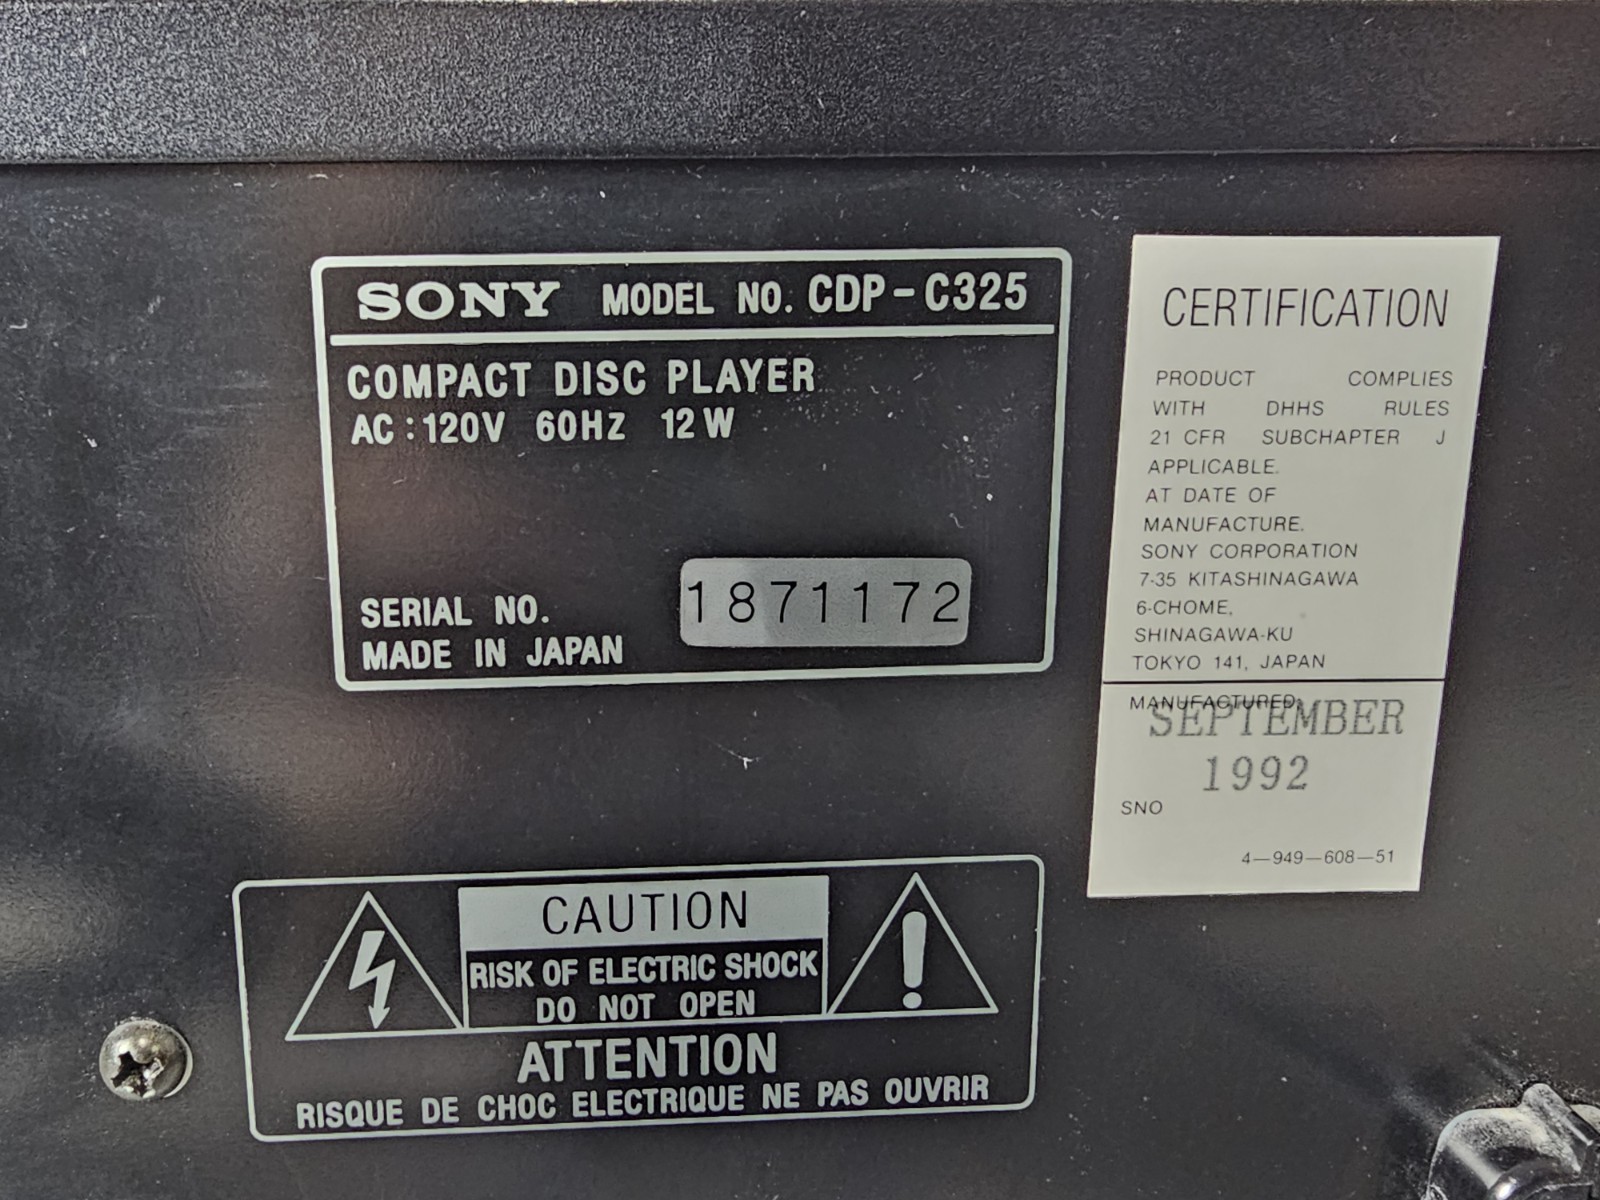 SONY MODEL NO. CDP-C325
COMPACT DISC PLAYER
AC : 120V 60HZ 12W
SERIAL NO. 1871172
MADE IN JAPAN
CERTIFICATION
PRODUCT COMPLIES
WITH DHHS RULES
21 CFR SUBCHAPTER J
APPLICABLE.
AT DATE OF
MANUFACTURE.
SONY CORPORATION
7-35 KITASHINAGAWA
6-CHOME,
SHINAGAWA-KU
TOKYO 141, JAPAN
MANUFACTURED:
SEPTEMBER
1992
SNO
4-949-608-51
CAUTION
RISK OF ELECTRIC SHOCK
DO NOT OPEN
ATTENTION
RISQUE DE CHOC ELECTRIQUE NE PAS OUVRIR